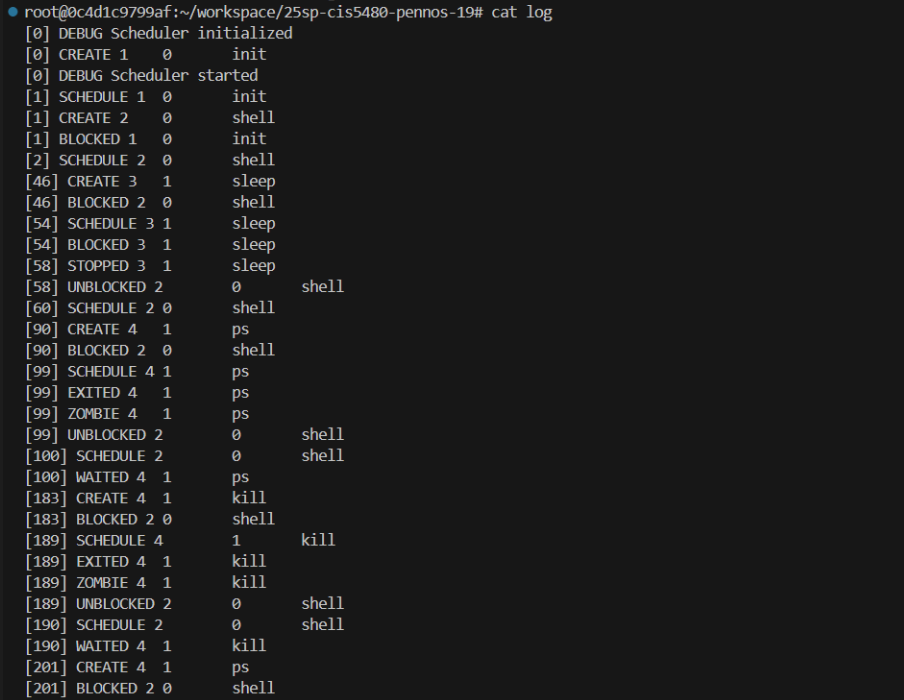 root@0c4d1c9799af:~/workspace/25sp-cis5480-pennos-19# cat log
[0] DEBUG Scheduler initialized
[0] CREATE 1 0 init
[0] DEBUG Scheduler started
[1] SCHEDULE 1 0 init
[1] CREATE 2 0 shell
[1] BLOCKED 1 0 init
[2] SCHEDULE 2 0 shell
[46] CREATE 3 1 sleep
[46] BLOCKED 2 0 shell
[54] SCHEDULE 3 1 sleep
[54] BLOCKED 3 1 sleep
[58] STOPPED 3 1 sleep
[58] UNBLOCKED 2 0 shell
[60] SCHEDULE 2 0 shell
[90] CREATE 4 1 ps
[90] BLOCKED 2 0 shell
[99] SCHEDULE 4 1 ps
[99] EXITED 4 1 ps
[99] ZOMBIE 4 1 ps
[99] UNBLOCKED 2 0 shell
[100] SCHEDULE 2 0 shell
[100] WAITED 4 1 ps
[183] CREATE 4 1 kill
[183] BLOCKED 2 0 shell
[189] SCHEDULE 4 1 kill
[189] EXITED 4 1 kill
[189] ZOMBIE 4 1 kill
[189] UNBLOCKED 2 0 shell
[190] SCHEDULE 2 0 shell
[190] WAITED 4 1 kill
[201] CREATE 4 1 ps
[201] BLOCKED 2 0 shell